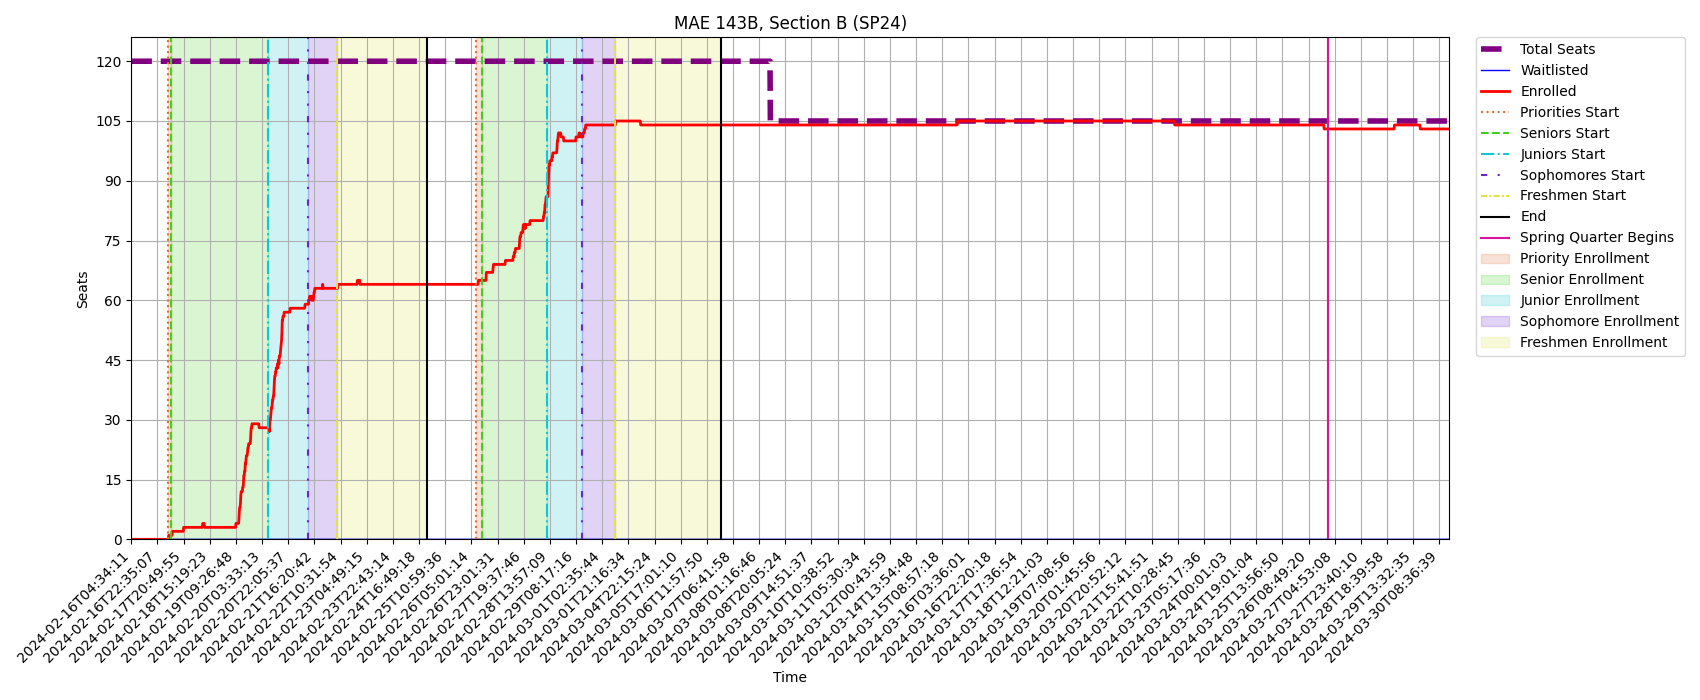 MAE 143B, Section B (SP24)
Seats
120
105
90
75
60
45
30
15
0
2024-02-16T04:34:11
2024-02-16T22:35:07
2024-02-17T20:49:55
2024-02-18T15:19:23
2024-02-19T09:26:48
2024-02-20T03:33:13
2024-02-20T22:05:37
2024-02-21T16:20:42
2024-02-22T10:31:54
2024-02-23T04:49:15
2024-02-23T22:43:14
2024-02-24T16:49:18
2024-02-25T10:59:36
2024-02-26T05:01:14
2024-02-26T23:01:31
2024-02-27T19:37:46
2024-02-28T13:57:09
2024-02-29T08:17:16
2024-03-01T02:35:44
2024-03-01T21:16:34
2024-03-04T22:15:24
2024-03-05T17:01:10
2024-03-06T11:57:50
2024-03-07T06:41:58
2024-03-08T01:16:46
2024-03-08T20:05:24
2024-03-09T14:51:37
2024-03-10T10:38:52
2024-03-11T05:30:34
2024-03-12T00:43:59
2024-03-14T13:54:48
2024-03-15T08:57:18
2024-03-16T03:36:01
2024-03-16T22:20:18
2024-03-17T17:36:54
2024-03-18T12:21:03
2024-03-19T07:08:56
2024-03-20T01:45:56
2024-03-20T20:52:12
2024-03-21T15:41:51
2024-03-22T10:28:45
2024-03-23T05:17:36
2024-03-24T00:01:03
2024-03-24T19:01:04
2024-03-25T13:56:50
2024-03-26T08:49:20
2024-03-27T04:53:08
2024-03-27T23:40:10
2024-03-28T18:39:58
2024-03-29T13:32:35
2024-03-30T08:36:39
Time
Total Seats
Waitlisted
Enrolled
Priorities Start
Seniors Start
Juniors Start
Sophomores Start
Freshmen Start
End
Spring Quarter Begins
Priority Enrollment
Senior Enrollment
Junior Enrollment
Sophomore Enrollment
Freshmen Enrollment